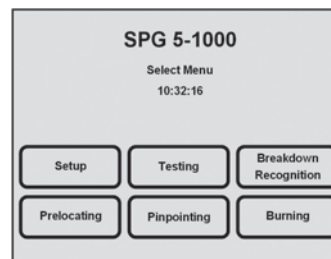 SPG 5-1000
Select Menu
10:32:16
Setup
Testing
Breakdown
Recognition
Prelocating
Pinpointing
Burning